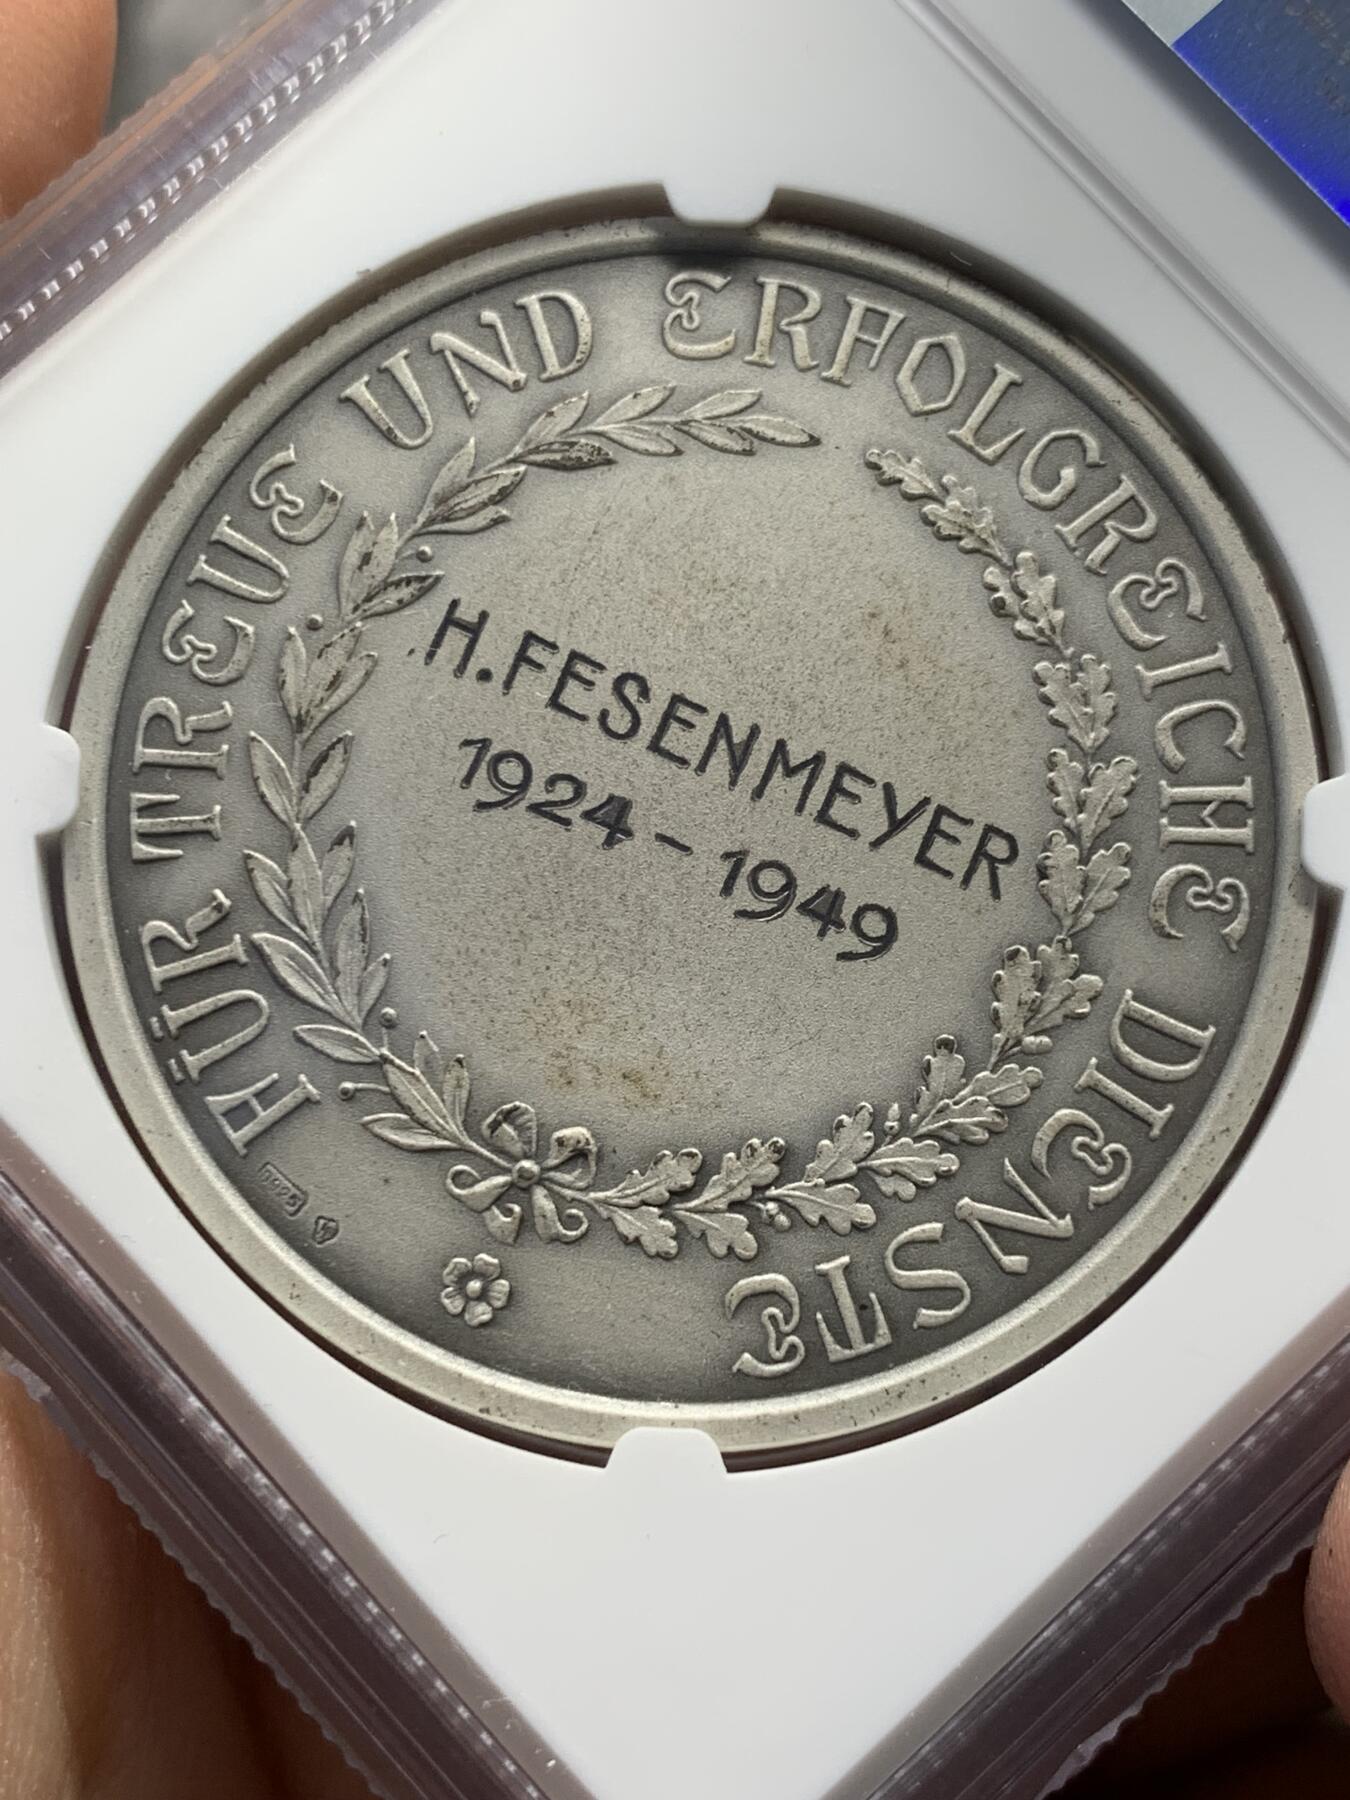 FÜR TREUE UND ERFOLGREICHE DIENSTE
H. FESENMEYER
1924 - 1949